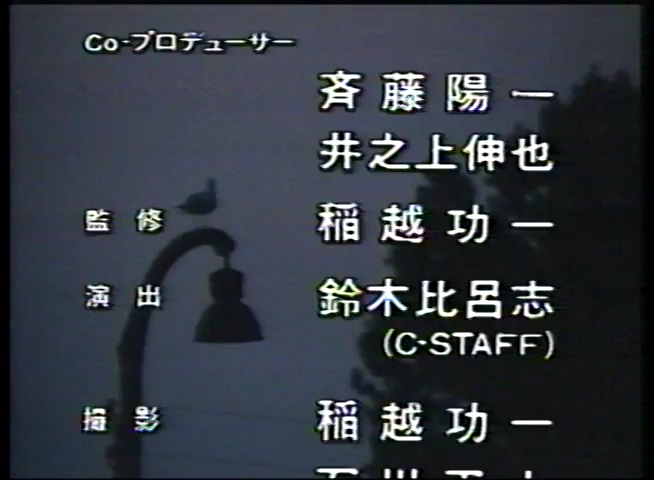 Co-プロデューサー
斉藤陽一
井之上伸也
監修 稲越功一
演出 鈴木比呂志
(C-STAFF)
撮影 稲越功一